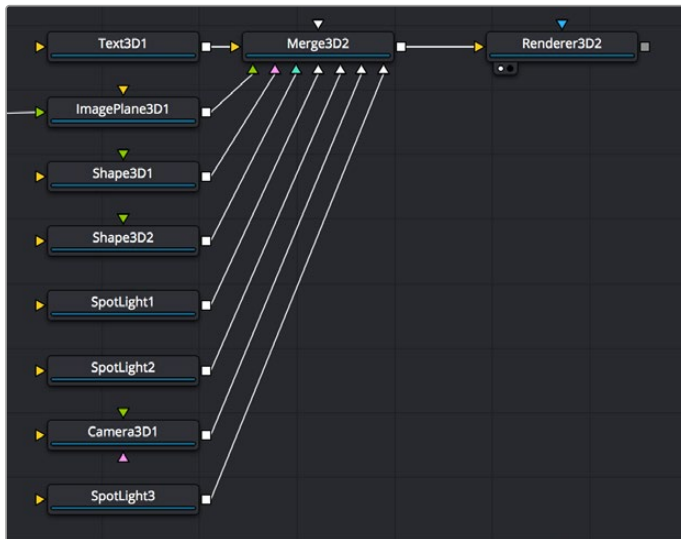 Text3D1
Merge3D2
Renderer3D2
ImagePlane3D1
Shape3D1
Shape3D2
SpotLight1
SpotLight2
Camera3D1
SpotLight3